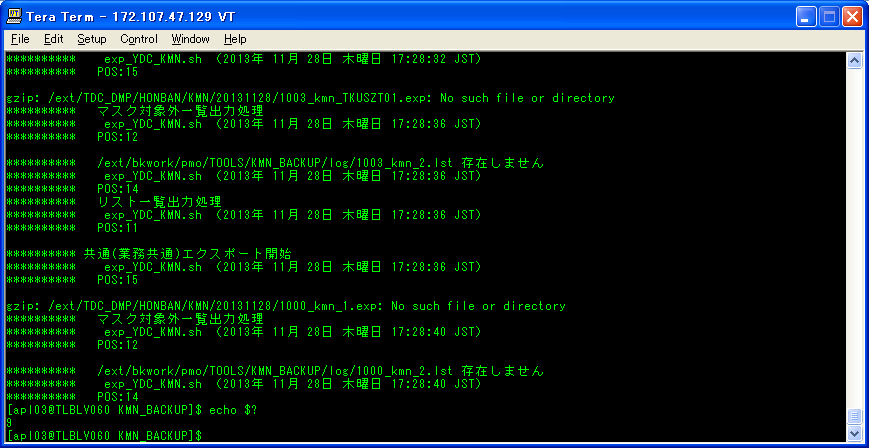 Tera Term - 172.107.47.129 VT
File Edit Setup Control Window Help
********** exp_YDC_KMN.sh (2013年 11月 28日 木曜日 17:28:32 JST)
********** POS:15
gzip: /ext/TDC_DMP/HONBAN/KMN/20131128/1003_kmn_TKUSZT01.exp: No such file or directory
********** マスク対象外一覧出力処理
********** exp_YDC_KMN.sh (2013年 11月 28日 木曜日 17:28:36 JST)
********** POS:12
********** /ext/bkwork/pmo/TOOLS/KMN_BACKUP/log/1003_kmn_2.lst 存在しません
********** exp_YDC_KMN.sh (2013年 11月 28日 木曜日 17:28:36 JST)
********** POS:14
********** リスト一覧出力処理
********** exp_YDC_KMN.sh (2013年 11月 28日 木曜日 17:28:36 JST)
********** POS:11
********** 共通(業務共通)エクスポート開始
********** exp_YDC_KMN.sh (2013年 11月 28日 木曜日 17:28:36 JST)
********** POS:15
gzip: /ext/TDC_DMP/HONBAN/KMN/20131128/1000_kmn_1.exp: No such file or directory
********** マスク対象外一覧出力処理
********** exp_YDC_KMN.sh (2013年 11月 28日 木曜日 17:28:40 JST)
********** POS:12
********** /ext/bkwork/pmo/TOOLS/KMN_BACKUP/log/1000_kmn_2.lst 存在しません
********** exp_YDC_KMN.sh (2013年 11月 28日 木曜日 17:28:40 JST)
********** POS:14
[apl03@TLBLV060 KMN_BACKUP]$ echo $?
9
[apl03@TLBLV060 KMN_BACKUP]$